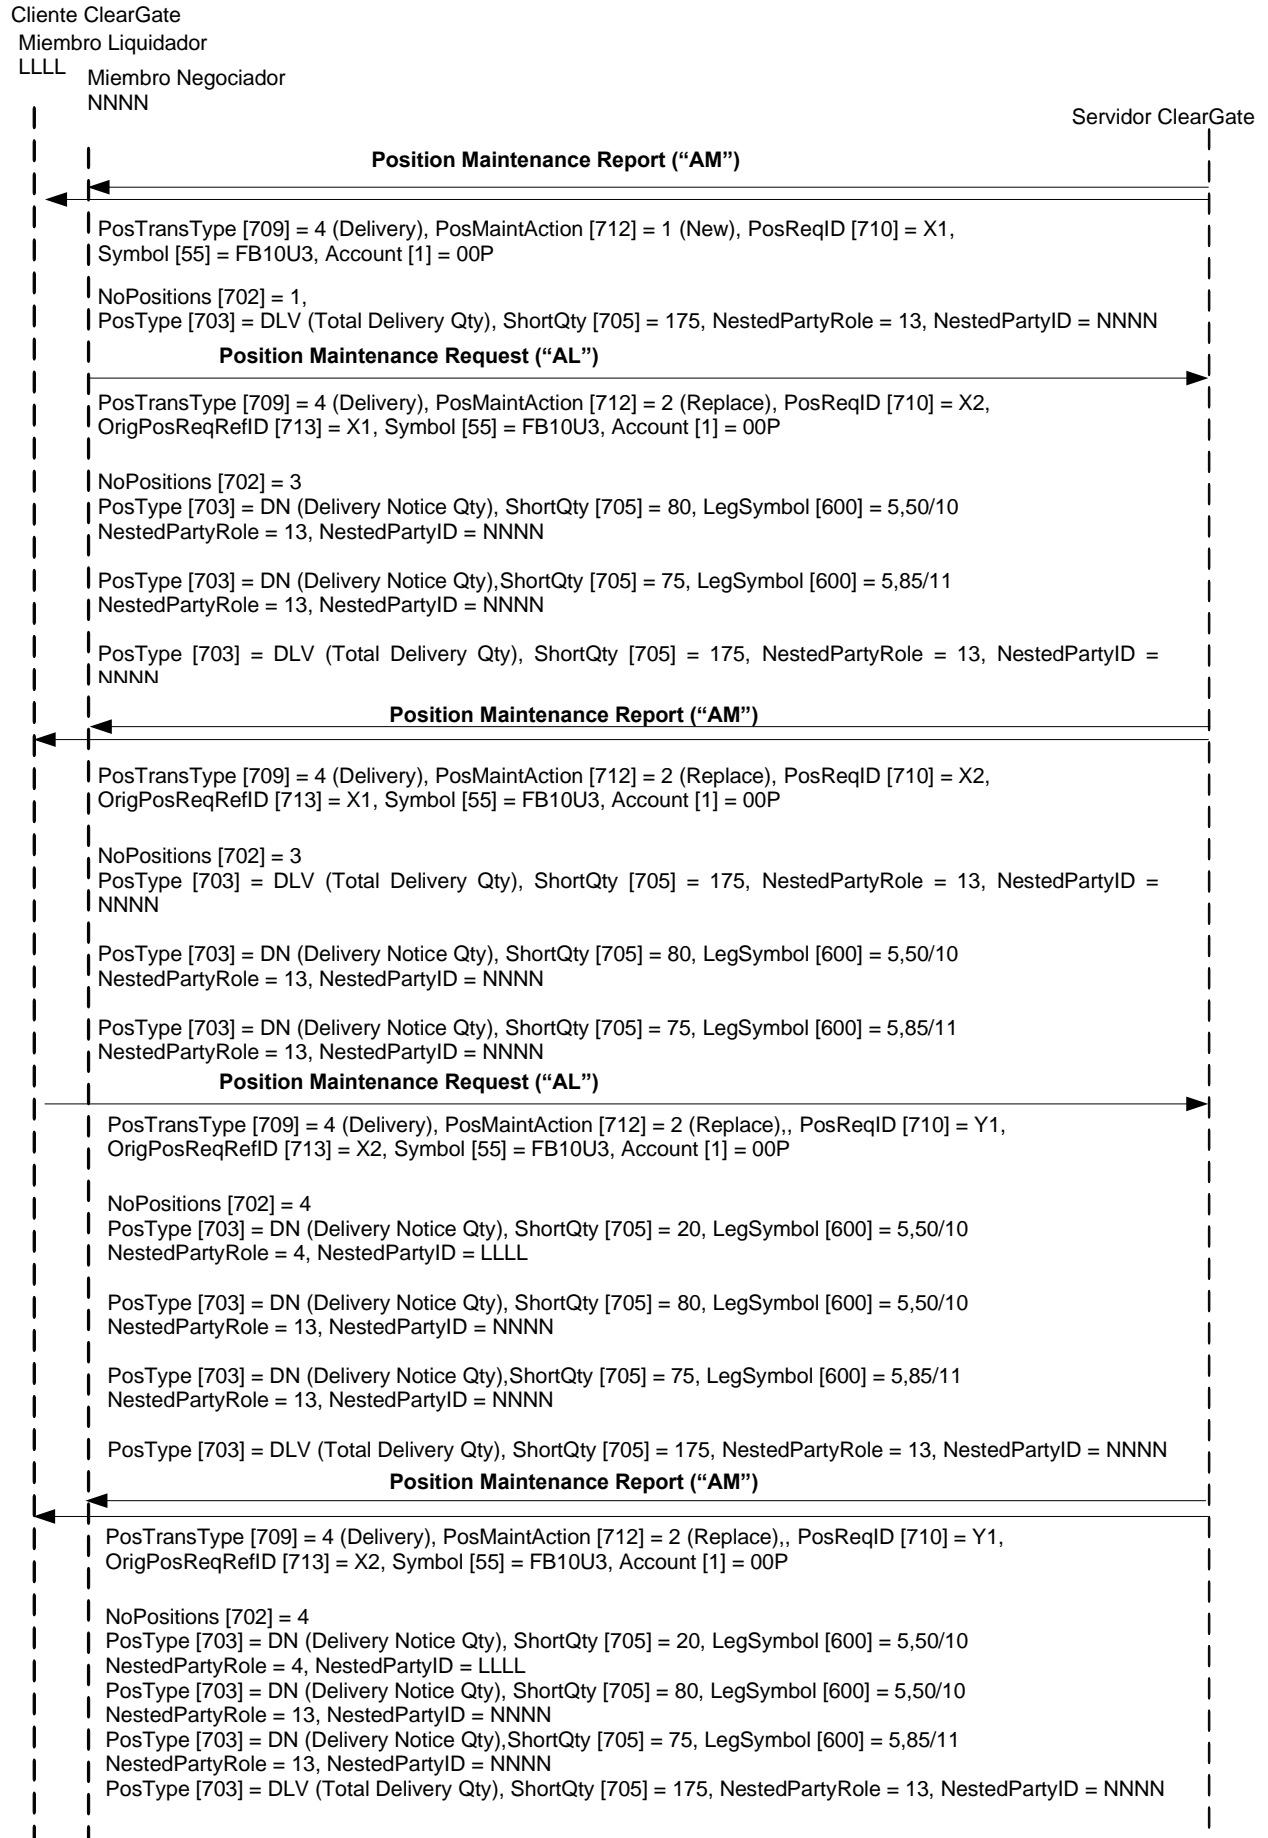 Cliente ClearGate
Miembro Liquidador
LLLL
Miembro Negociador
NNNN
Servidor ClearGate
Position Maintenance Report (“AM”)
PosTransType [709] = 4 (Delivery), PosMaintAction [712] = 1 (New), PosReqID [710] = X1,
Symbol [55] = FB10U3, Account [1] = 00P
NoPositions [702] = 1,
PosType [703] = DLV (Total Delivery Qty), ShortQty [705] = 175, NestedPartyRole = 13, NestedPartyID = NNNN
Position Maintenance Request (“AL”)
PosTransType [709] = 4 (Delivery), PosMaintAction [712] = 2 (Replace), PosReqID [710] = X2,
OrigPosReqRefID [713] = X1, Symbol [55] = FB10U3, Account [1] = 00P
NoPositions [702] = 3
PosType [703] = DN (Delivery Notice Qty), ShortQty [705] = 80, LegSymbol [600] = 5,50/10
NestedPartyRole = 13, NestedPartyID = NNNN
PosType [703] = DN (Delivery Notice Qty),ShortQty [705] = 75, LegSymbol [600] = 5,85/11
NestedPartyRole = 13, NestedPartyID = NNNN
PosType [703] = DLV (Total Delivery Qty), ShortQty [705] = 175, NestedPartyRole = 13, NestedPartyID =
NNNN
Position Maintenance Report (“AM”)
PosTransType [709] = 4 (Delivery), PosMaintAction [712] = 2 (Replace), PosReqID [710] = X2,
OrigPosReqRefID [713] = X1, Symbol [55] = FB10U3, Account [1] = 00P
NoPositions [702] = 3
PosType [703] = DLV (Total Delivery Qty), ShortQty [705] = 175, NestedPartyRole = 13, NestedPartyID =
NNNN
PosType [703] = DN (Delivery Notice Qty), ShortQty [705] = 80, LegSymbol [600] = 5,50/10
NestedPartyRole = 13, NestedPartyID = NNNN
PosType [703] = DN (Delivery Notice Qty), ShortQty [705] = 75, LegSymbol [600] = 5,85/11
NestedPartyRole = 13, NestedPartyID = NNNN
Position Maintenance Request (“AL”)
PosTransType [709] = 4 (Delivery), PosMaintAction [712] = 2 (Replace),, PosReqID [710] = Y1,
OrigPosReqRefID [713] = X2, Symbol [55] = FB10U3, Account [1] = 00P
NoPositions [702] = 4
PosType [703] = DN (Delivery Notice Qty), ShortQty [705] = 20, LegSymbol [600] = 5,50/10
NestedPartyRole = 4, NestedPartyID = LLLL
PosType [703] = DN (Delivery Notice Qty), ShortQty [705] = 80, LegSymbol [600] = 5,50/10
NestedPartyRole = 13, NestedPartyID = NNNN
PosType [703] = DN (Delivery Notice Qty),ShortQty [705] = 75, LegSymbol [600] = 5,85/11
NestedPartyRole = 13, NestedPartyID = NNNN
PosType [703] = DLV (Total Delivery Qty), ShortQty [705] = 175, NestedPartyRole = 13, NestedPartyID = NNNN
Position Maintenance Report (“AM”)
PosTransType [709] = 4 (Delivery), PosMaintAction [712] = 2 (Replace),, PosReqID [710] = Y1,
OrigPosReqRefID [713] = X2, Symbol [55] = FB10U3, Account [1] = 00P
NoPositions [702] = 4
PosType [703] = DN (Delivery Notice Qty), ShortQty [705] = 20, LegSymbol [600] = 5,50/10
NestedPartyRole = 4, NestedPartyID = LLLL
PosType [703] = DN (Delivery Notice Qty), ShortQty [705] = 80, LegSymbol [600] = 5,50/10
NestedPartyRole = 13, NestedPartyID = NNNN
PosType [703] = DN (Delivery Notice Qty),ShortQty [705] = 75, LegSymbol [600] = 5,85/11
NestedPartyRole = 13, NestedPartyID = NNNN
PosType [703] = DLV (Total Delivery Qty), ShortQty [705] = 175, NestedPartyRole = 13, NestedPartyID = NNNN